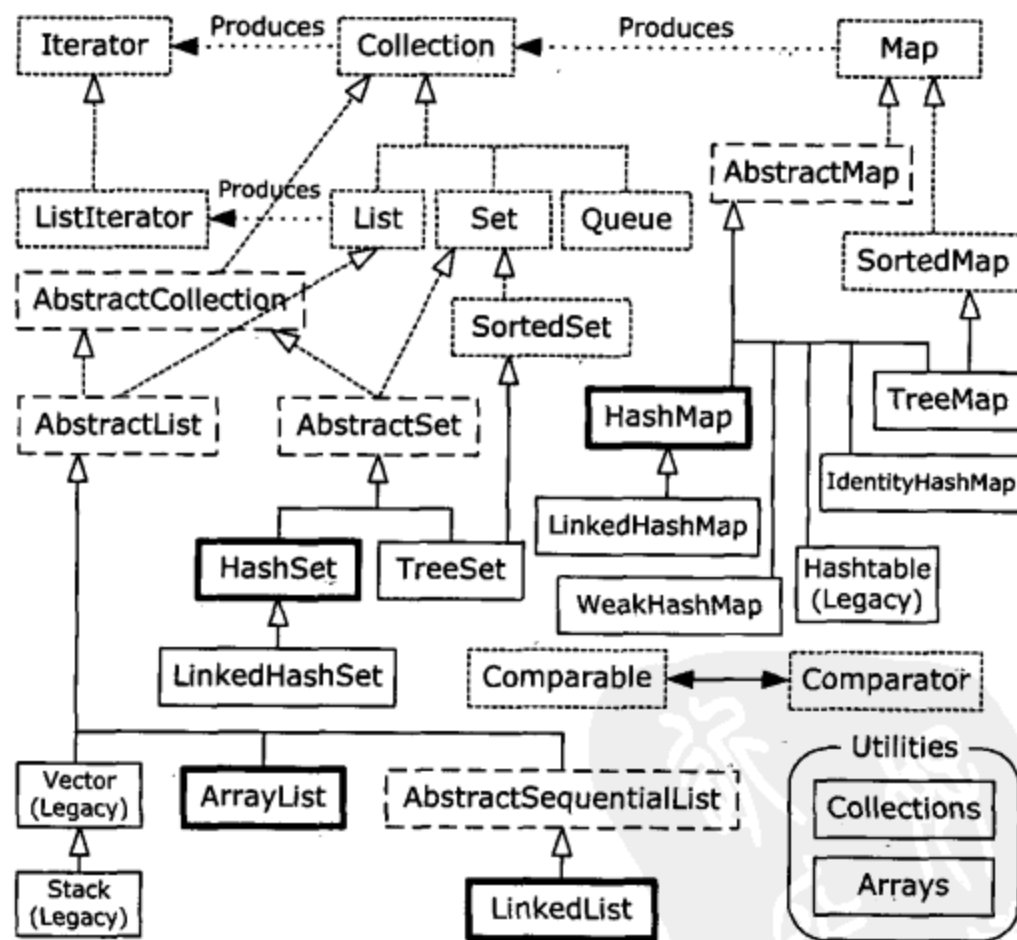 Iterator
Produces
Collection
Produces
Map
AbstractMap
ListIterator
Produces
List
Set
Queue
SortedMap
AbstractCollection
SortedSet
TreeMap
HashMap
AbstractList
AbstractSet
IdentityHashMap
LinkedHashMap
HashSet
TreeSet
Hashtable
(Legacy)
WeakHashMap
LinkedHashSet
Comparable
Comparator
Utilities
Vector
(Legacy)
ArrayList
AbstractSequentialList
Collections
Stack
(Legacy)
LinkedList
Arrays